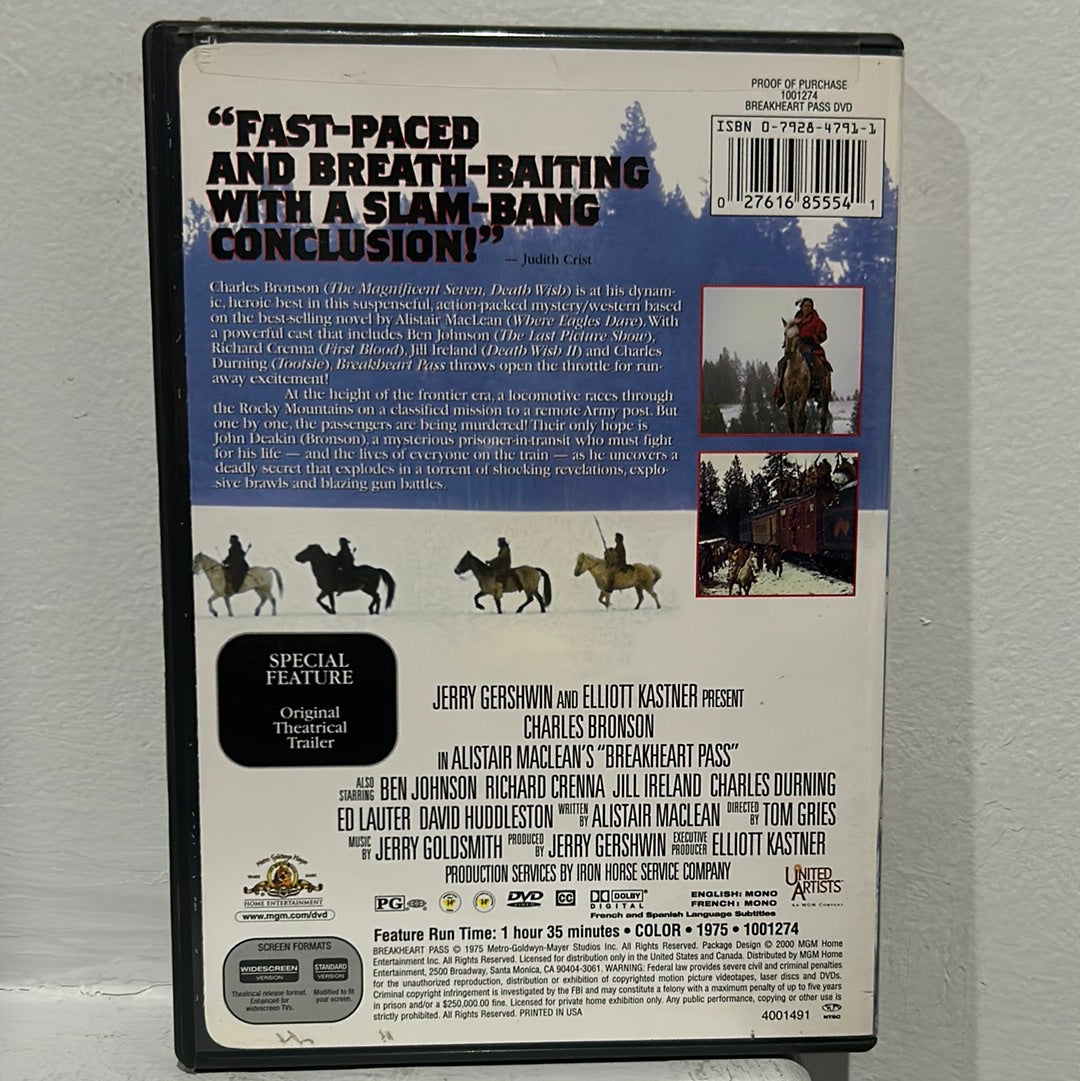 PROOF OF PURCHASE
1001274
BREAKHEART PASS DVD
ISBN 0-7928-4791-1
0 27616 85554 1
“FAST-PACED
AND BREATH-BAITING
WITH A SLAM-BANG
CONCLUSION!”
— Judith Crist
Charles Bronson (The Magnificent Seven, Death Wish) is at his dynam-
ic, heroic best in this suspenseful, action-packed mystery/western based
on the best-selling novel by Alistair MacLean (Where Eagles Dare). With
a powerful cast that includes Ben Johnson (The Last Picture Show),
Richard Crenna (First Blood), Jill Ireland (Death Wish II) and Charles
Durning (Tootsie), Breakheart Pass throws open the throttle for run-
away excitement!
At the height of the frontier era, a locomotive races through
the Rocky Mountains on a classified mission to a remote Army post. But
one by one, the passengers are being murdered! Their only hope is
John Deakin (Bronson), a mysterious prisoner-in-transit who must fight
for his life — and the lives of everyone on the train — as he uncovers a
deadly secret that explodes in a torrent of shocking revelations, explo-
sive brawls and blazing gun battles.
SPECIAL
FEATURE
Original
Theatrical
Trailer
JERRY GERSHWIN AND ELLIOTT KASTNER PRESENT
CHARLES BRONSON
IN ALISTAIR MACLEAN'S "BREAKHEART PASS"
ALSO STARRING BEN JOHNSON RICHARD CRENNA JILL IRELAND CHARLES DURNING
ED LAUTER DAVID HUDDLESTON WRITTEN BY ALISTAIR MACLEAN DIRECTED BY TOM GRIES
MUSIC BY JERRY GOLDSMITH PRODUCED BY JERRY GERSHWIN EXECUTIVE PRODUCER ELLIOTT KASTNER
PRODUCTION SERVICES BY IRON HORSE SERVICE COMPANY
Metro Goldwyn Mayer
HOME ENTERTAINMENT
www.mgm.com/dvd
PG
DVD
VIDEO
CC
DOLBY
DIGITAL
ENGLISH: MONO
FRENCH: MONO
French and Spanish Language Subtitles
UNITED
ARTISTS
AN MGM COMPANY
Feature Run Time: 1 hour 35 minutes • COLOR • 1975 • 1001274
BREAKHEART PASS © 1975 Metro-Goldwyn-Mayer Studios Inc. All Rights Reserved. Package Design © 2000 MGM Home
Entertainment Inc. All Rights Reserved. Licensed for distribution only in the United States and Canada. Distributed by MGM Home
Entertainment, 2500 Broadway, Santa Monica, CA 90404-3061. WARNING: Federal law provides severe civil and criminal penalties
for the unauthorized reproduction, distribution or exhibition of copyrighted motion picture videotapes, laser discs and DVDs.
Criminal copyright infringement is investigated by the FBI and may constitute a felony with a maximum penalty of up to five years
in prison and/or a $250,000.00 fine. Licensed for private home exhibition only. Any public performance, copying or other use is
strictly prohibited. All Rights Reserved. PRINTED IN USA
4001491
NTSC
SCREEN FORMATS
WIDESCREEN
VERSION
Theatrical release format.
Enhanced for
widescreen TVs.
STANDARD
VERSION
Modified to fit
your screen.